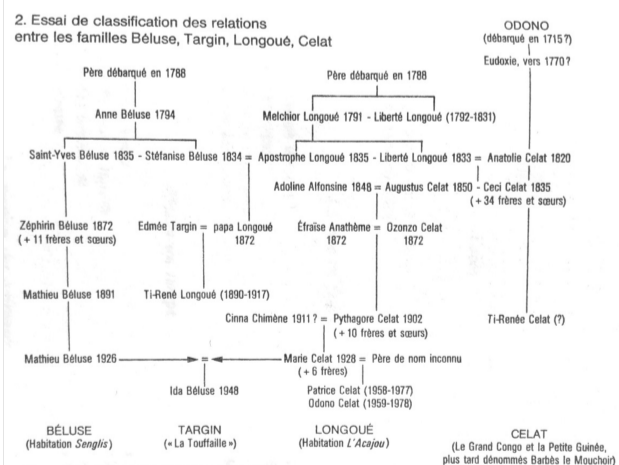 2. Essai de classification des relations
entre les familles Béluse, Targin, Longoué, Celat
ODONO
(débarqué en 1715?)
Eudoxie, vers 1770?
Père débarqué en 1788
Père débarqué en 1788
Anne Béluse 1794
Melchior Longoué 1791 - Liberté Longoué (1792-1831)
Saint-Yves Béluse 1835 - Stéfanise Béluse 1834 = Apostrophe Longoué 1835 - Liberté Longoué 1833 = Anatolie Celat 1820
Adoline Alfonsine 1848 = Augustus Celat 1850 - Ceci Celat 1835
(+ 34 frères et sœurs)
Zéphirin Béluse 1872
(+ 11 frères et sœurs)
Edmée Targin = papa Longoué
1872
Éfraïse Anathème = Ozonzo Celat
1872 1872
Mathieu Béluse 1891
Ti-René Longoué (1890-1917)
Cinna Chimène 1911? = Pythagore Celat 1902
(+ 10 frères et sœurs)
Ti-Renée Celat (?)
Mathieu Béluse 1926 = Marie Celat 1928 = Père de nom inconnu
(+ 6 frères)
Ida Béluse 1948
Patrice Celat (1958-1977)
Odono Celat (1959-1978)
BÉLUSE
(Habitation Senglis)
TARGIN
(« La Touffaille »)
LONGOUÉ
(Habitation L'Acajou)
CELAT
(Le Grand Congo et la Petite Guinée,
plus tard dénommés Barbès le Mouchoir)